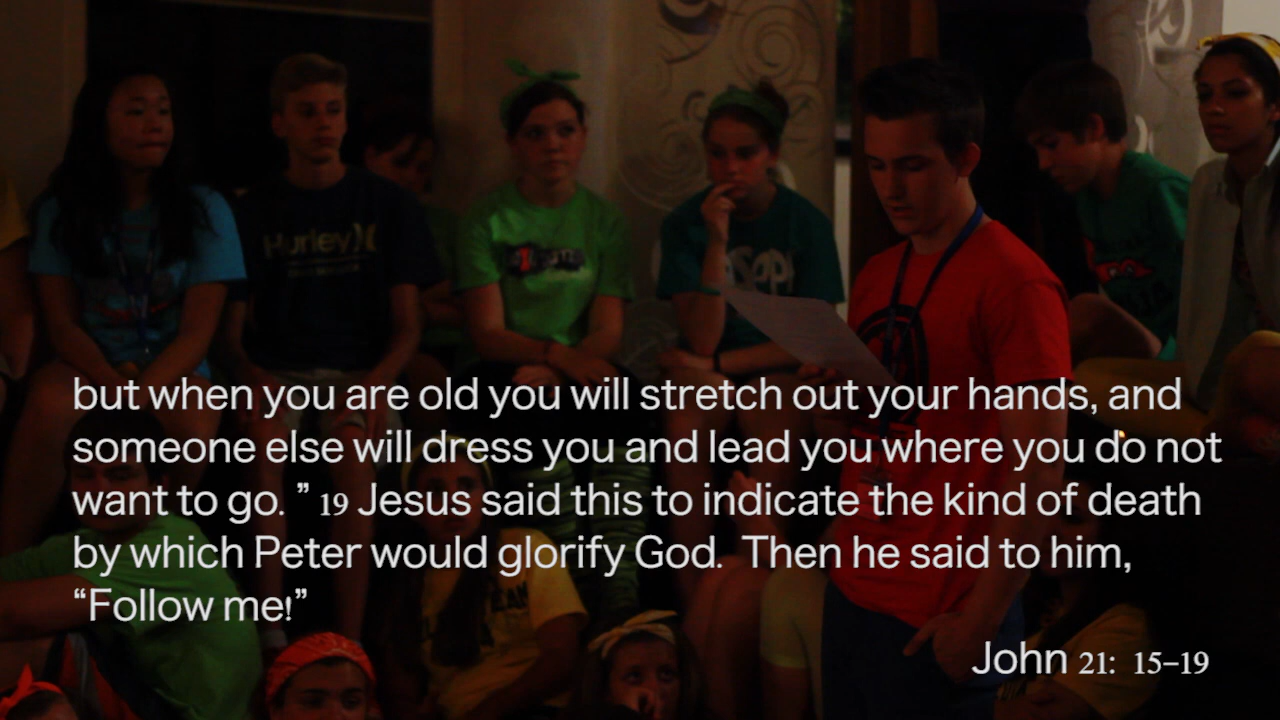 but when you are old you will stretch out your hands, and
someone else will dress you and lead you where you do not
want to go. ” 19 Jesus said this to indicate the kind of death
by which Peter would glorify God.  Then he said to him,
“Follow me!”
John 21:  15–19
Hurley